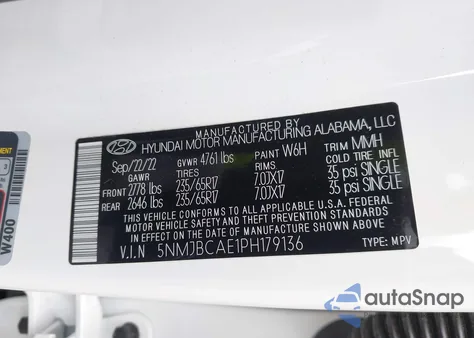 MANUFACTURED BY
HYUNDAI MOTOR MANUFACTURING ALABAMA, LLC
Sep/22/22 GVWR 4761 lbs PAINT W6H TRIM MMH
GAWR TIRES RIMS COLD TIRE INFL
FRONT 2778 lbs 235/65R17 7.0JX17 35 psi SINGLE
REAR 2646 lbs 235/65R17 7.0JX17 35 psi SINGLE
THIS VEHICLE CONFORMS TO ALL APPLICABLE U.S.A. FEDERAL
MOTOR VEHICLE SAFETY, BUMPER, AND THEFT PREVENTION
STANDARDS IN EFFECT ON THE DATE OF MANUFACTURE SHOWN ABOVE.
V.I.N 5NMJBCAE1PH179136 TYPE: MPV
W400
autoSnap